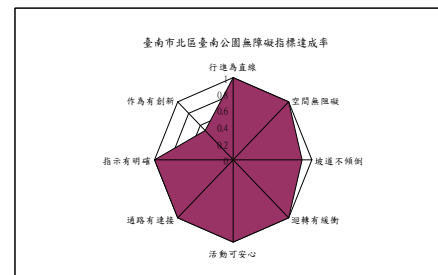 臺南市北區臺南公園無障礙指標達成率
行進為直線
1
0.8
0.6
0.4
0.2
0
空間無阻礙
坡道不傾倒
迴轉有緩衝
活動可安心
通路有連接
指示有明確
作為有創新